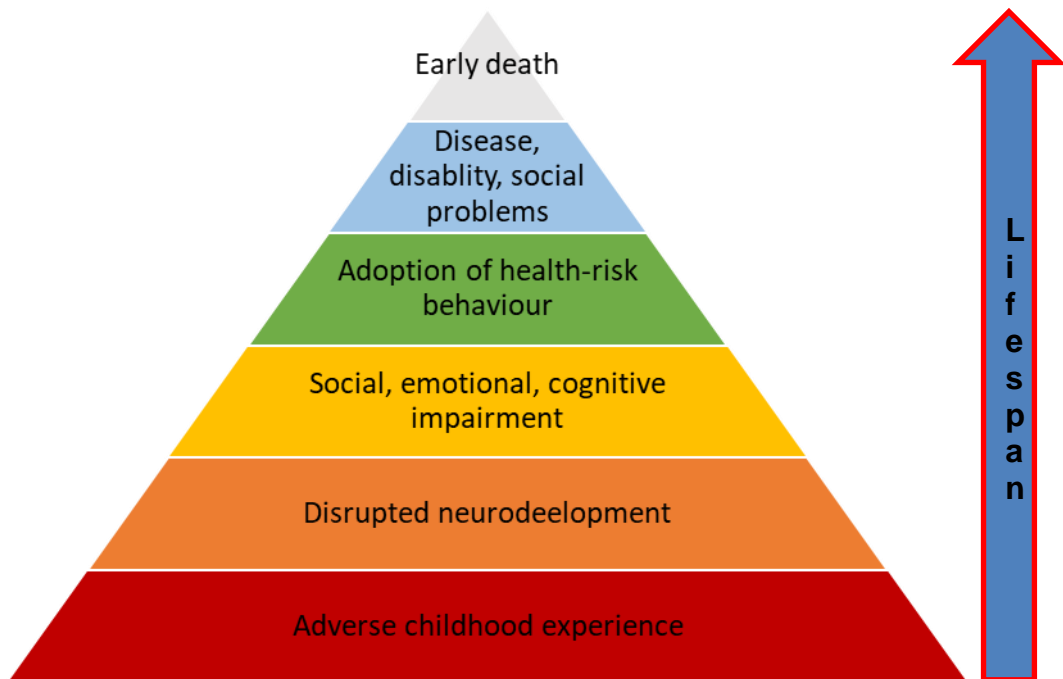 Early death
Disease,
disablity, social
problems
Adoption of health-risk
behaviour
Social, emotional, cognitive
impairment
Disrupted neurodeelopment
Adverse childhood experience
Lifespan